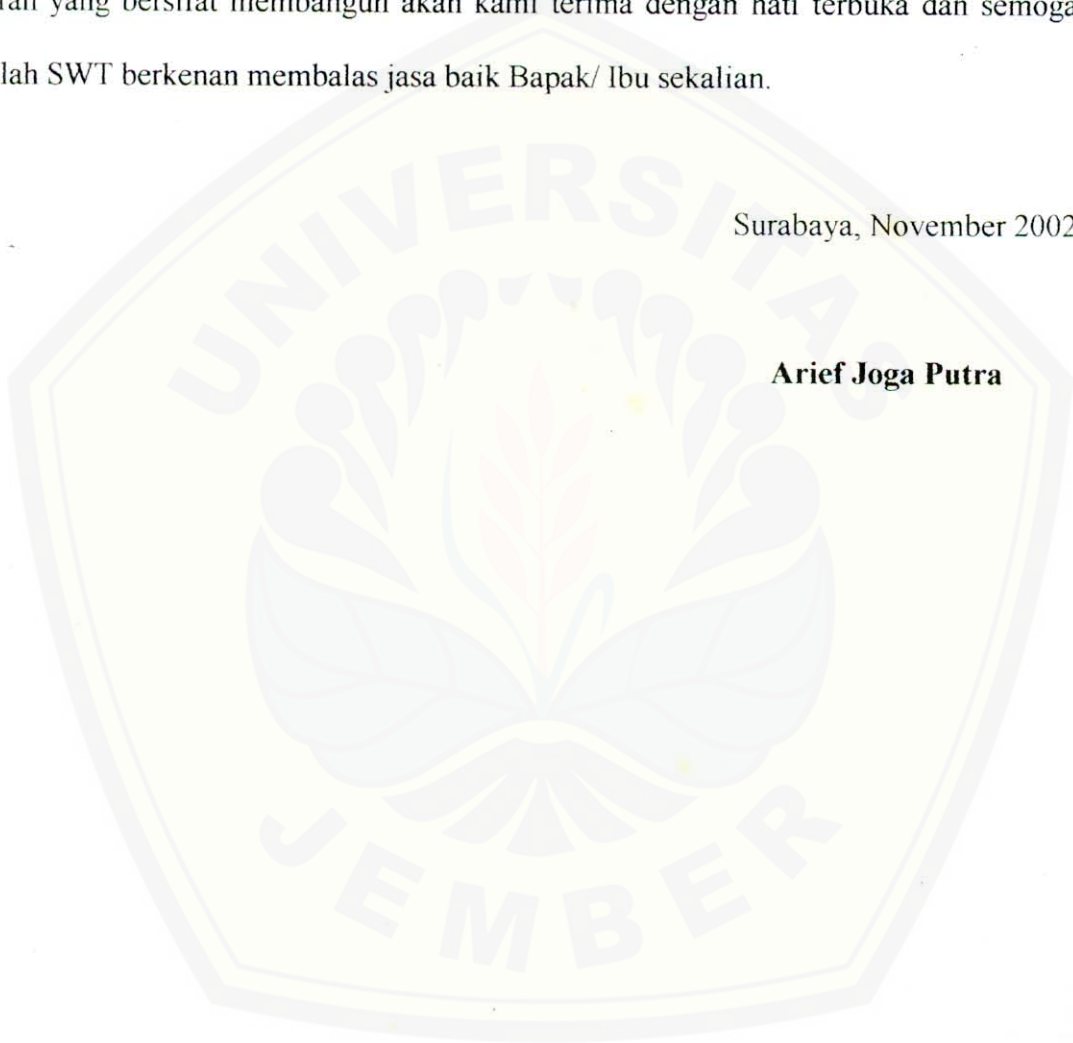 yang bersifat membangun akan kami terima dengan hati terbuka dan semoga
lah SWT berkenan membalas jasa baik Bapak/ Ibu sekalian.
Surabaya, November 2002
Arief Joga Putra
UNIVERSITAS
JEMBER